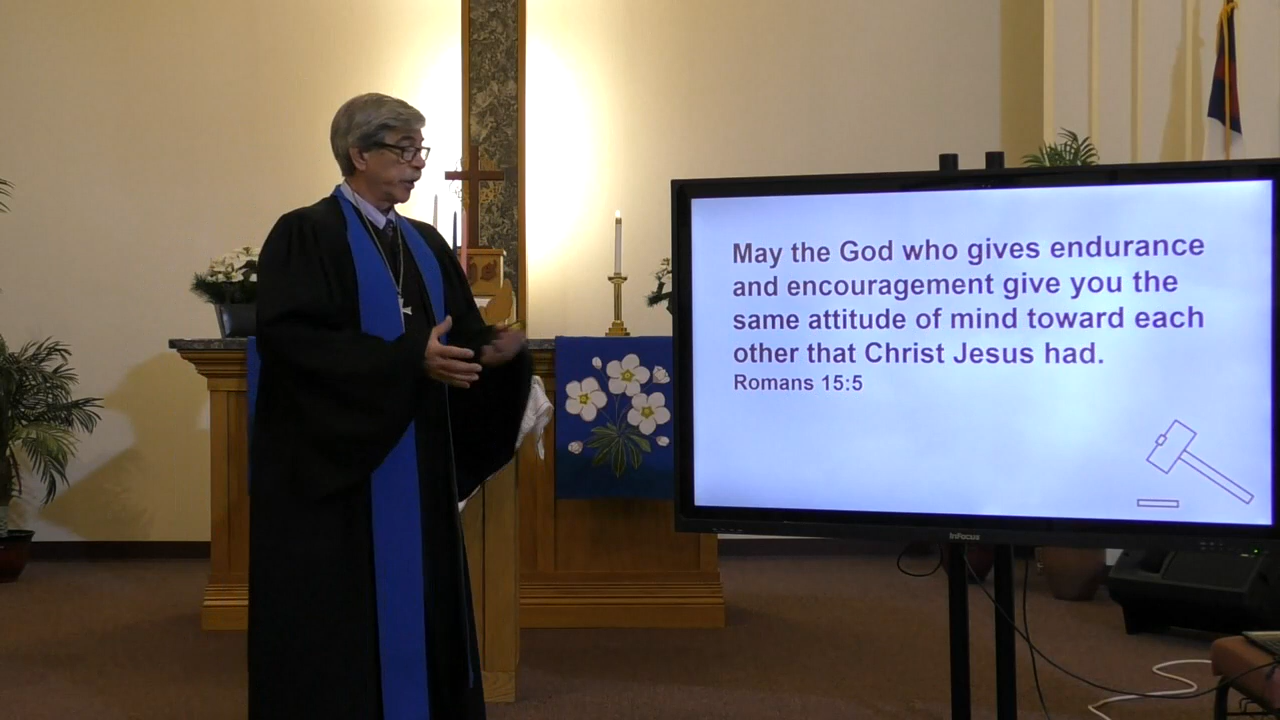 May the God who gives endurance
and encouragement give you the
same attitude of mind toward each
other that Christ Jesus had.
Romans 15:5
InFocus